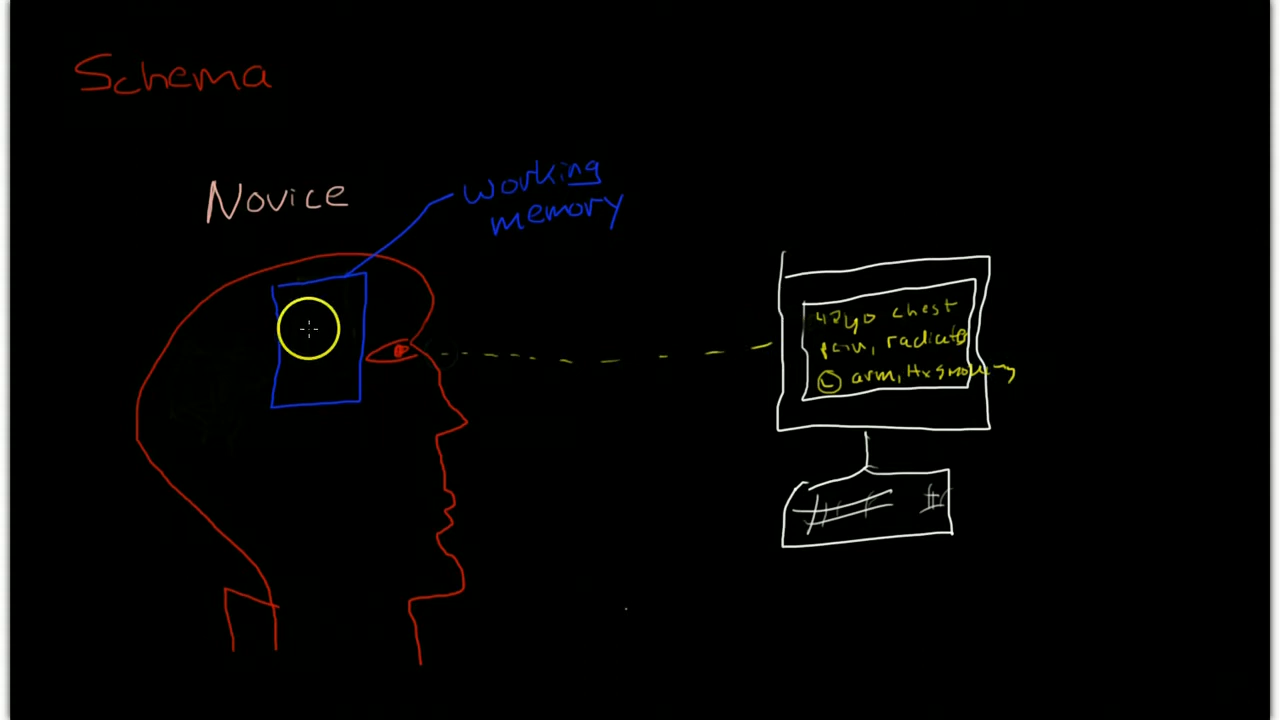 Schema
Novice
working
memory
42yo chest
pain, radiates
L arm, Hx smoking